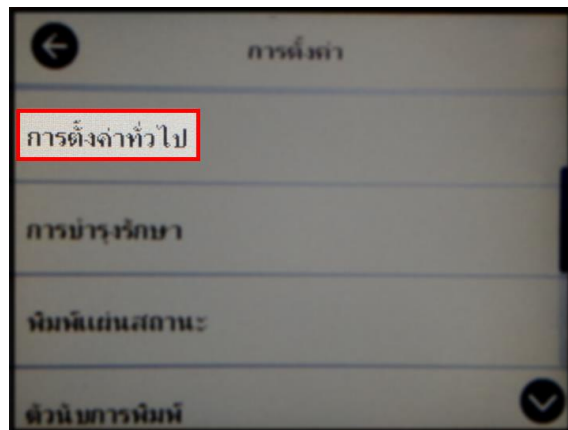 การตั้งค่า
การตั้งค่าทั่วไป
การบำรุงรักษา
พิมพ์แผ่นสถานะ
ตัวนับการพิมพ์